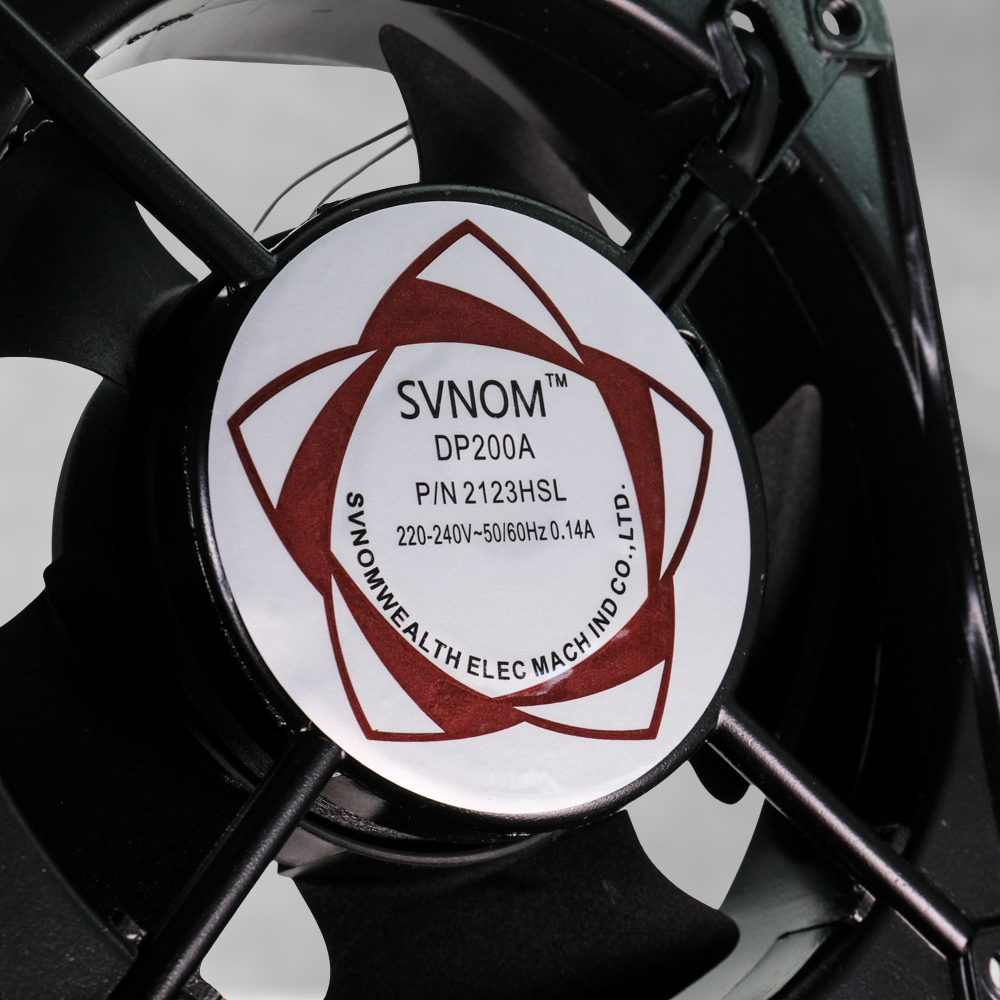 SVNOM™
DP200A
P/N 2123HSL
220-240V~50/60Hz 0.14A
SVNOMWEALTH ELEC MACH IND CO., LTD.